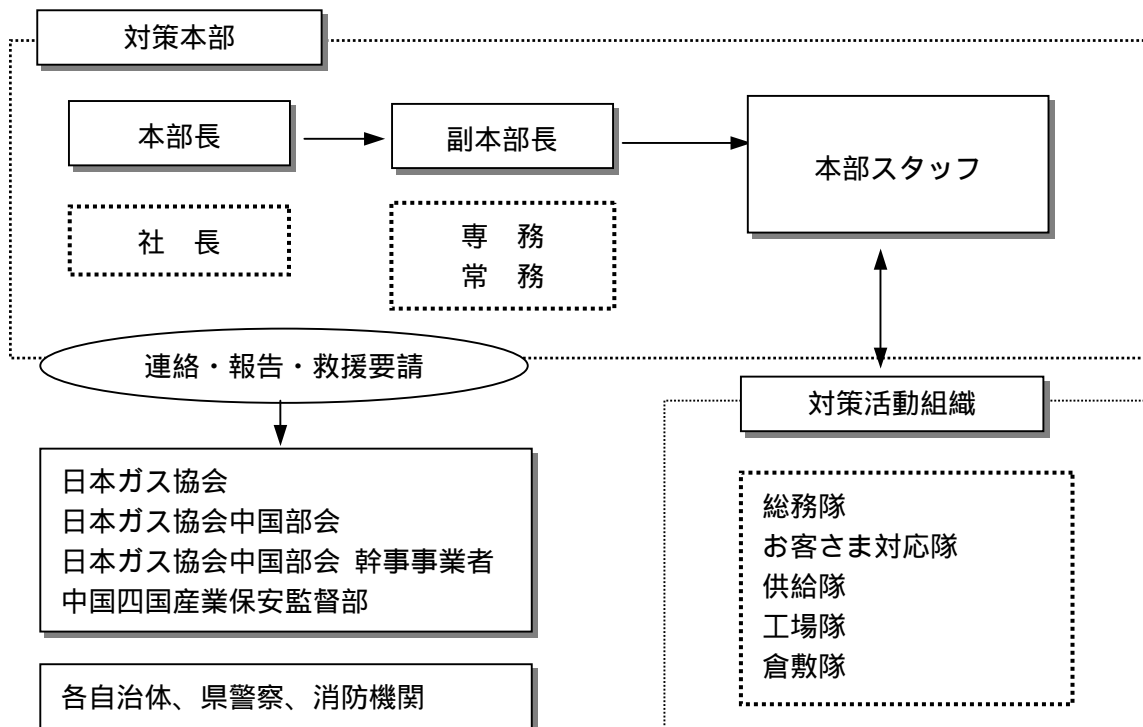 対策本部
本部長
副本部長
本部スタッフ
社　長
専　務
常　務
連絡・報告・救援要請
対策活動組織
日本ガス協会
日本ガス協会中国部会
日本ガス協会中国部会 幹事事業者
中国四国産業保安監督部
総務隊
お客さま対応隊
供給隊
工場隊
倉敷隊
各自治体、県警察、消防機関